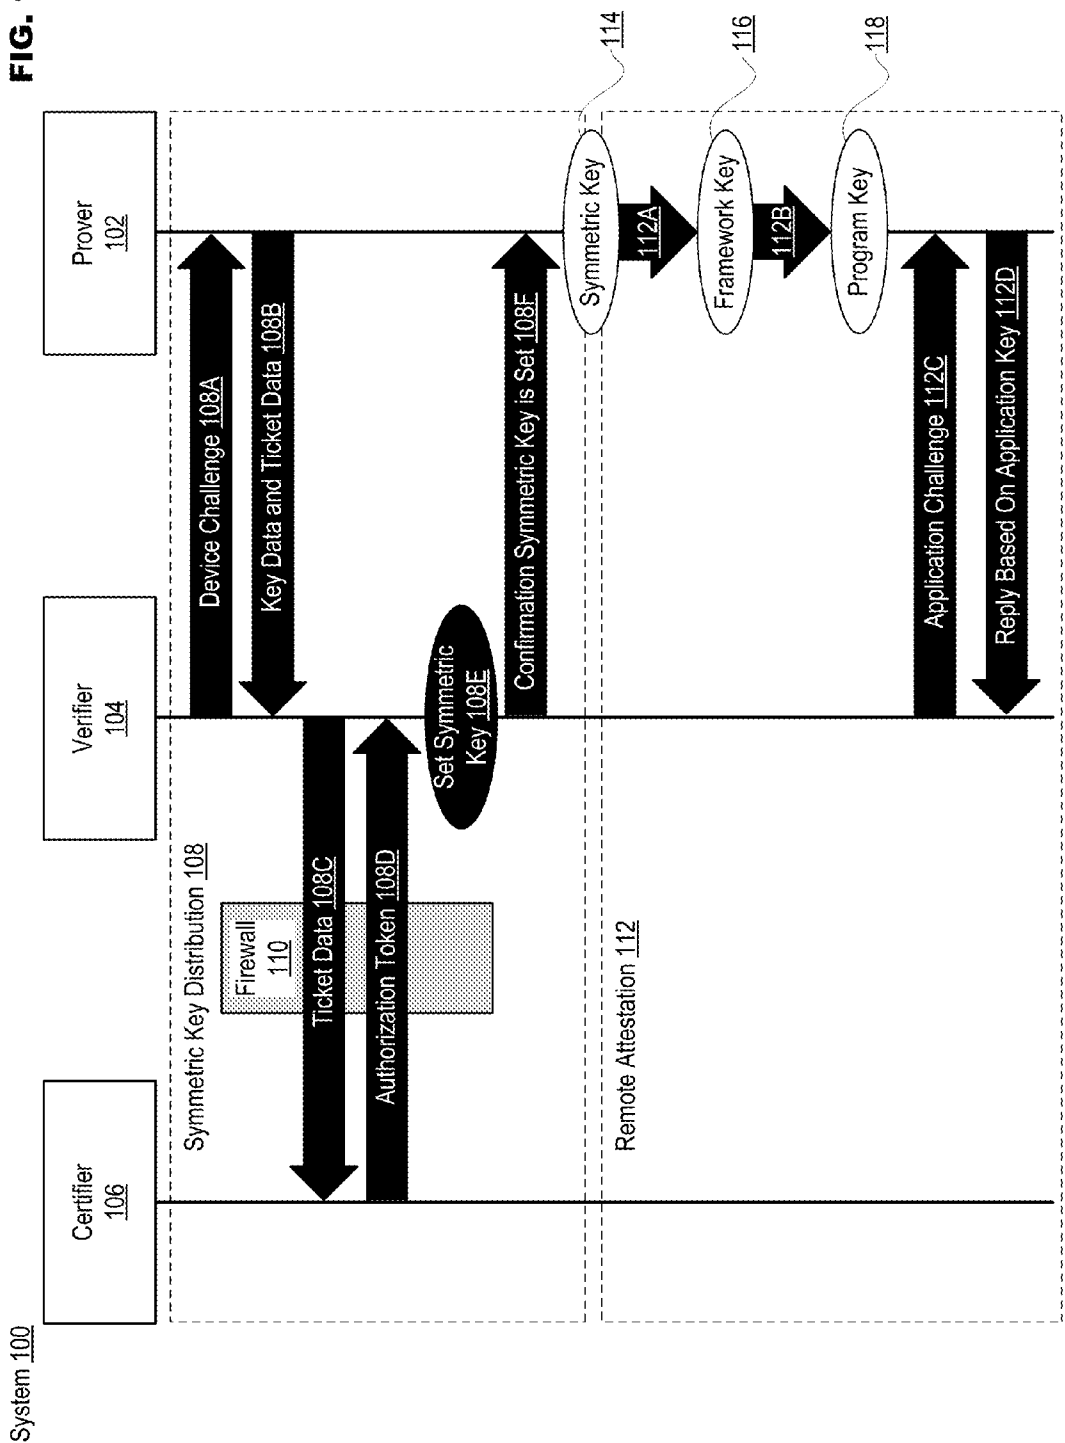 System 100
FIG.
Certifier
106
Verifier
104
Prover
102
Symmetric Key Distribution 108
Device Challenge 108A
Firewall
110
Key Data and Ticket Data 108B
Ticket Data 108C
Authorization Token 108D
Set Symmetric
Key 108E
Confirmation Symmetric Key is Set 108F
Symmetric Key
114
Remote Attestation 112
112A
Framework Key
116
112B
Program Key
118
Application Challenge 112C
Reply Based On Application Key 112D